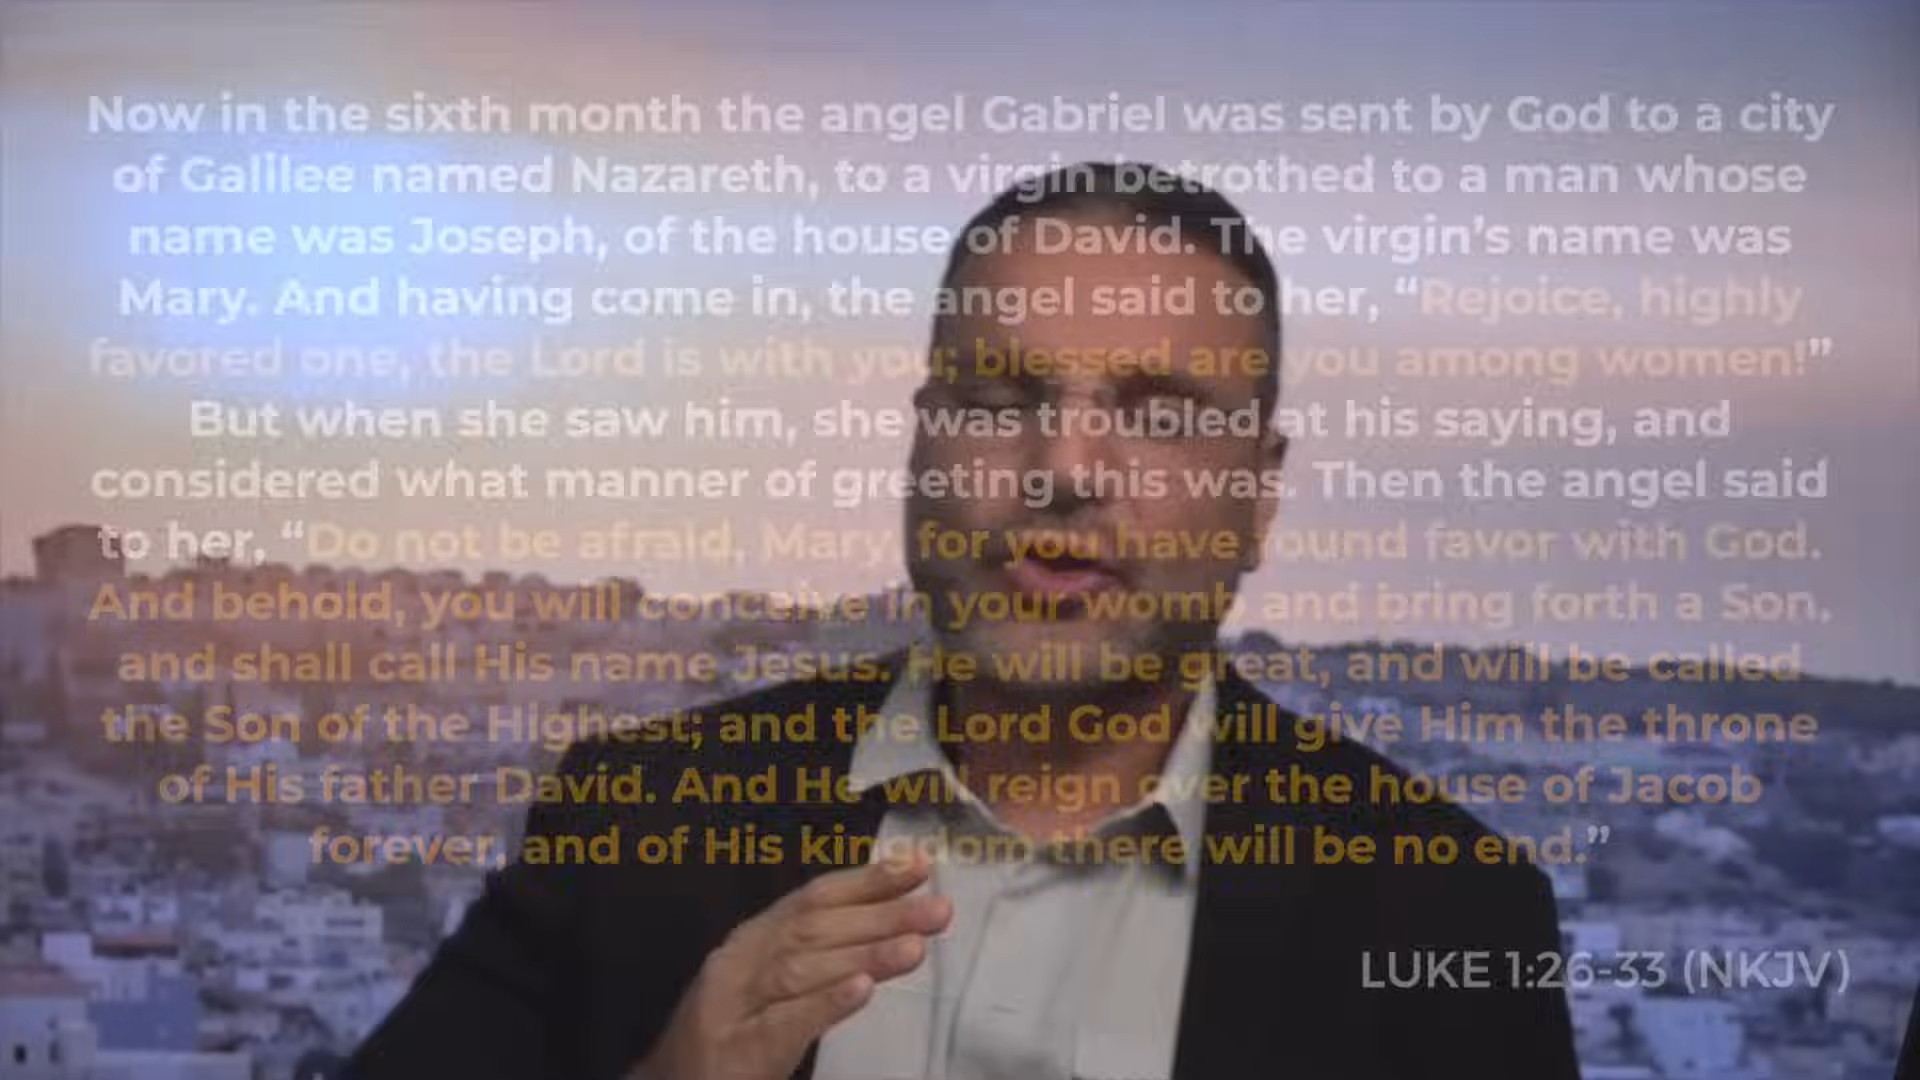 Now in the sixth month the angel Gabriel was sent by God to a city
of Galilee named Nazareth, to a virgin betrothed to a man whose
name was Joseph, of the house of David. The virgin’s name was
Mary. And having come in, the angel said to her, “Rejoice, highly
favored one, the Lord is with you; blessed are you among women!”
But when she saw him, she was troubled at his saying, and
considered what manner of greeting this was. Then the angel said
to her, “Do not be afraid, Mary, for you have found favor with God.
And behold, you will conceive in your womb and bring forth a Son,
and shall call His name Jesus. He will be great, and will be called
the Son of the Highest; and the Lord God will give Him the throne
of His father David. And He will reign over the house of Jacob
forever, and of His kingdom there will be no end.”
LUKE 1:26-33 (NKJV)